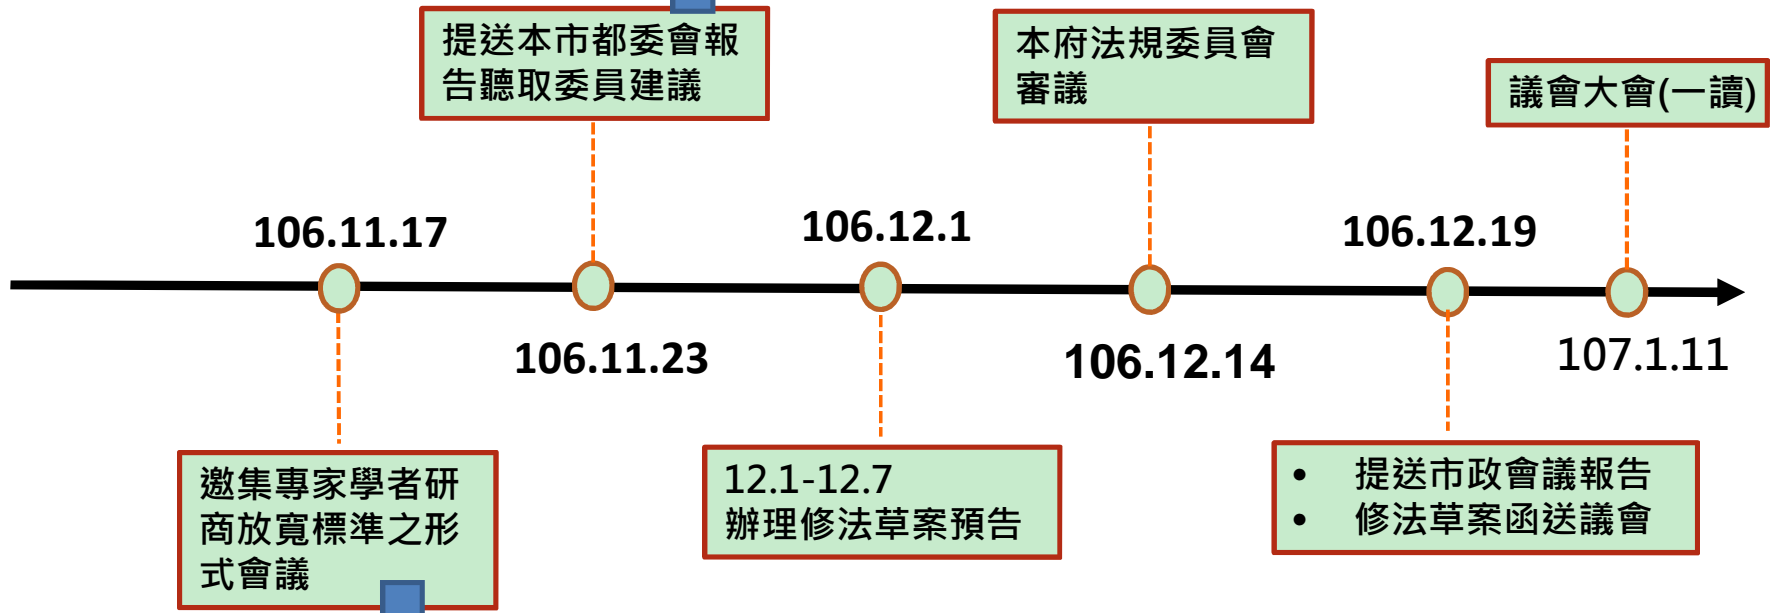 提送本市都委會報
告聽取委員建議
本府法規委員會
審議
議會大會(一讀)
106.11.17
106.12.1
106.12.19
106.11.23
106.12.14
107.1.11
邀集專家學者研
商放寬標準之形
式會議
12.1-12.7
辦理修法草案預告
• 提送市政會議報告
• 修法草案函送議會